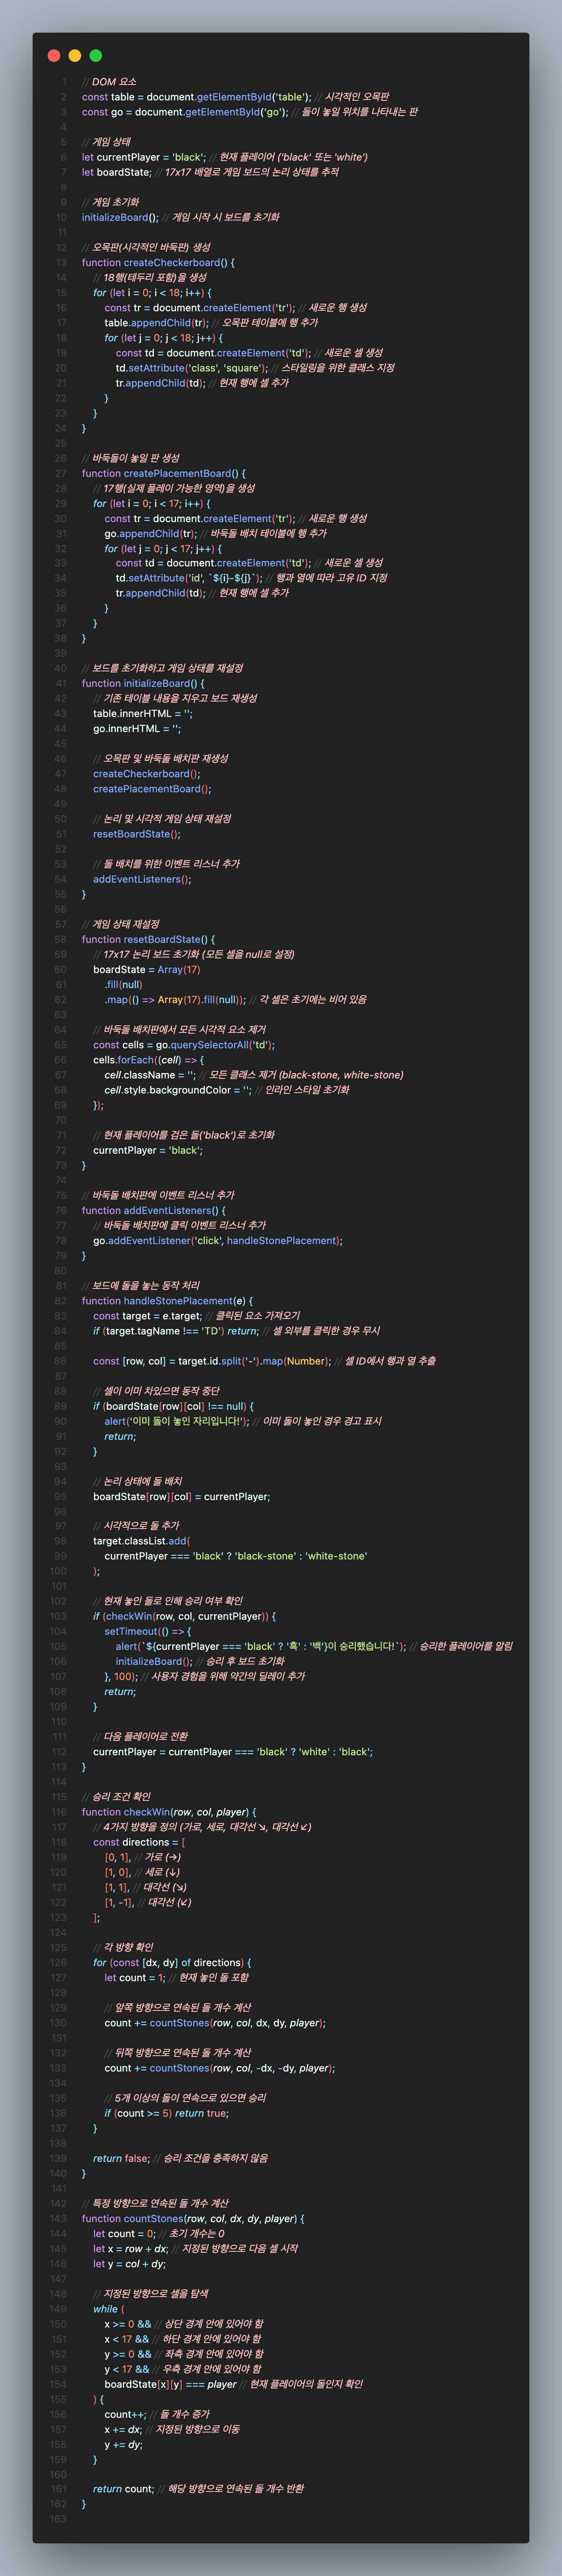 1 // DOM 요소
2 const table = document.getElementById('table'); // 시각적인 오목판
3 const go = document.getElementById('go'); // 돌이 놓일 위치를 나타내는 판
4
5 // 게임 상태
6 let currentPlayer = 'black'; // 현재 플레이어 ('black' 또는 'white')
7 let boardState; // 17x17 배열로 게임 보드의 논리 상태를 추적
8
9 // 게임 초기화
10 initializeBoard(); // 게임 시작 시 보드를 초기화
11
12 // 오목판(시각적인 바둑판) 생성
13 function createCheckerboard() {
14 // 18행(테두리 포함)을 생성
15 for (let i = 0; i < 18; i++) {
16 const tr = document.createElement('tr'); // 새로운 행 생성
17 table.appendChild(tr); // 오목판 테이블에 행 추가
18 for (let j = 0; j < 18; j++) {
19 const td = document.createElement('td'); // 새로운 셀 생성
20 td.setAttribute('class', 'square'); // 스타일링을 위한 클래스 지정
21 tr.appendChild(td); // 현재 행에 셀 추가
22 }
23 }
24 }
25
26 // 바둑돌이 놓일 판 생성
27 function createPlacementBoard() {
28 // 17행(실제 플레이 가능한 영역)을 생성
29 for (let i = 0; i < 17; i++) {
30 const tr = document.createElement('tr'); // 새로운 행 생성
31 go.appendChild(tr); // 바둑돌 배치 테이블에 행 추가
32 for (let j = 0; j < 17; j++) {
33 const td = document.createElement('td'); // 새로운 셀 생성
34 td.setAttribute('id', `${i}-${j}`); // 행과 열에 따라 고유 ID 지정
35 tr.appendChild(td); // 현재 행에 셀 추가
36 }
37 }
38 }
39
40 // 보드를 초기화하고 게임 상태를 재설정
41 function initializeBoard() {
42 // 기존 테이블 내용을 지우고 보드 재생성
43 table.innerHTML = '';
44 go.innerHTML = '';
45
46 // 오목판 및 바둑돌 배치판 재생성
47 createCheckerboard();
48 createPlacementBoard();
49
50 // 논리 및 시각적 게임 상태 재설정
51 resetBoardState();
52
53 // 돌 배치를 위한 이벤트 리스너 추가
54 addEventListeners();
55 }
56
57 // 게임 상태 재설정
58 function resetBoardState() {
59 // 17x17 논리 보드 초기화 (모든 셀을 null로 설정)
60 boardState = Array(17)
61 .fill(null)
62 .map(() => Array(17).fill(null)); // 각 셀은 초기에는 비어 있음
63
64 // 바둑돌 배치판에서 모든 시각적 요소 제거
65 const cells = go.querySelectorAll('td');
66 cells.forEach((cell) => {
67 cell.className = ''; // 모든 클래스 제거 (black-stone, white-stone)
68 cell.style.backgroundColor = ''; // 인라인 스타일 초기화
69 });
70
71 // 현재 플레이어를 검은 돌('black')로 초기화
72 currentPlayer = 'black';
73 }
74
75 // 바둑돌 배치판에 이벤트 리스너 추가
76 function addEventListeners() {
77 // 바둑돌 배치판에 클릭 이벤트 리스너 추가
78 go.addEventListener('click', handleStonePlacement);
79 }
80
81 // 보드에 돌을 놓는 동작 처리
82 function handleStonePlacement(e) {
83 const target = e.target; // 클릭된 요소 가져오기
84 if (target.tagName !== 'TD') return; // 셀 외부를 클릭한 경우 무시
85
86 const [row, col] = target.id.split('-').map(Number); // 셀 ID에서 행과 열 추출
87
88 // 셀이 이미 차있으면 동작 중단
89 if (boardState[row][col] !== null) {
90 alert('이미 돌이 놓인 자리입니다!'); // 이미 돌이 놓인 경우 경고 표시
91 return;
92 }
93
94 // 논리 상태에 돌 배치
95 boardState[row][col] = currentPlayer;
96
97 // 시각적으로 돌 추가
98 target.classList.add(
99 currentPlayer === 'black' ? 'black-stone' : 'white-stone'
100 );
101
102 // 현재 놓인 돌로 인해 승리 여부 확인
103 if (checkWin(row, col, currentPlayer)) {
104 setTimeout(() => {
105 alert(`${currentPlayer === 'black' ? '흑' : '백'}이 승리했습니다!`); // 승리한 플레이어를 알림
106 initializeBoard(); // 승리 후 보드 초기화
107 }, 100); // 사용자 경험을 위해 약간의 딜레이 추가
108 return;
109 }
110
111 // 다음 플레이어로 전환
112 currentPlayer = currentPlayer === 'black' ? 'white' : 'black';
113 }
114
115 // 승리 조건 확인
116 function checkWin(row, col, player) {
117 // 4가지 방향을 정의 (가로, 세로, 대각선↘, 대각선↙)
118 const directions = [
119 [0, 1], // 가로 (→)
120 [1, 0], // 세로 (↓)
121 [1, 1], // 대각선 (↘)
122 [1, -1], // 대각선 (↙)
123 ];
124
125 // 각 방향 확인
126 for (const [dx, dy] of directions) {
127 let count = 1; // 현재 놓인 돌 포함
128
129 // 앞쪽 방향으로 연속된 돌 개수 계산
130 count += countStones(row, col, dx, dy, player);
131
132 // 뒤쪽 방향으로 연속된 돌 개수 계산
133 count += countStones(row, col, -dx, -dy, player);
134
135 // 5개 이상의 돌이 연속으로 있으면 승리
136 if (count >= 5) return true;
137 }
138
139 return false; // 승리 조건을 충족하지 않음
140 }
141
142 // 특정 방향으로 연속된 돌 개수 계산
143 function countStones(row, col, dx, dy, player) {
144 let count = 0; // 초기 개수는 0
145 let x = row + dx; // 지정된 방향으로 다음 셀 시작
146 let y = col + dy;
147
148 // 지정된 방향으로 셀을 탐색
149 while (
150 x >= 0 && // 상단 경계 안에 있어야 함
151 x < 17 && // 하단 경계 안에 있어야 함
152 y >= 0 && // 좌측 경계 안에 있어야 함
153 y < 17 && // 우측 경계 안에 있어야 함
154 boardState[x][y] === player // 현재 플레이어의 돌인지 확인
155 ) {
156 count++; // 돌 개수 증가
157 x += dx; // 지정된 방향으로 이동
158 y += dy;
159 }
160
161 return count; // 해당 방향으로 연속된 돌 개수 반환
162 }
163